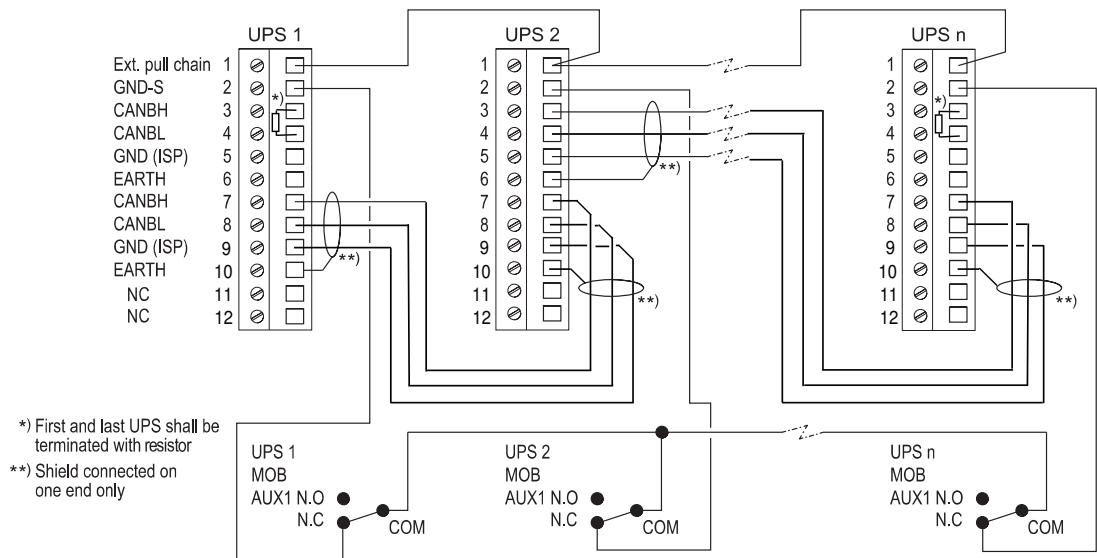 UPS 1
UPS 2
UPS n
Ext. pull chain 1
GND-S 2
CANBH 3
CANBL 4
GND (ISP) 5
EARTH 6
CANBH 7
CANBL 8
GND (ISP) 9
EARTH 10
NC 11
NC 12
*)
**)
1
2
3
4
5
6
7
8
9
10
11
12
**)
**)
1
2
3
4
5
6
7
8
9
10
11
12
*)
**)
*) First and last UPS shall be
terminated with resistor
**) Shield connected on
one end only
UPS 1
MOB
AUX1 N.O
N.C
COM
UPS 2
MOB
AUX1 N.O
N.C
COM
UPS n
MOB
AUX1 N.O
N.C
COM